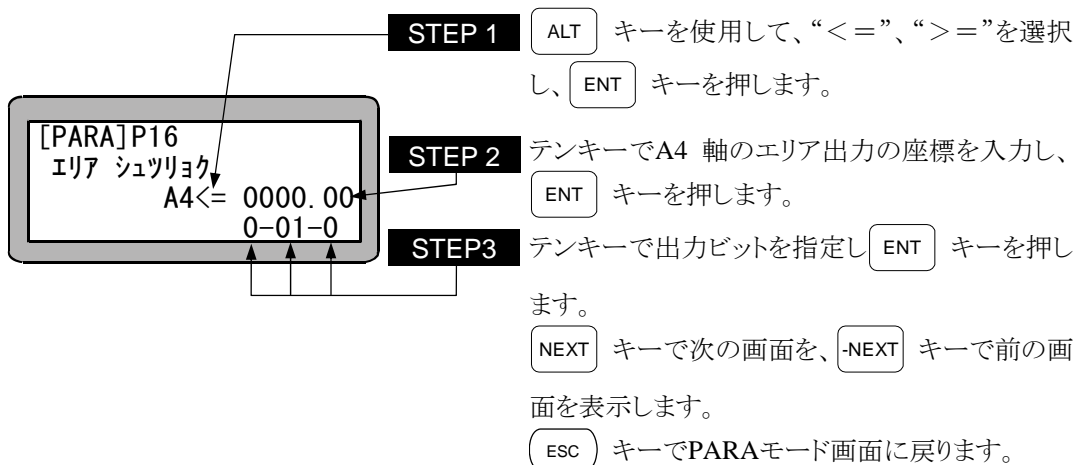 STEP 1 ALT キーを使用して、“＜＝”、“＞＝”を選択
し、 ENT キーを押します。
[PARA]P16
ｴﾘｱ ｼｭﾂﾘｮｸ
A4<= 0000.00
0-01-0
STEP 2 テンキーでA4 軸のエリア出力の座標を入力し、
ENT キーを押します。
STEP3 テンキーで出力ビットを指定し ENT キーを押し
ます。
NEXT キーで次の画面を、 -NEXT キーで前の画
面を表示します。
ESC キーでPARAモード画面に戻ります。